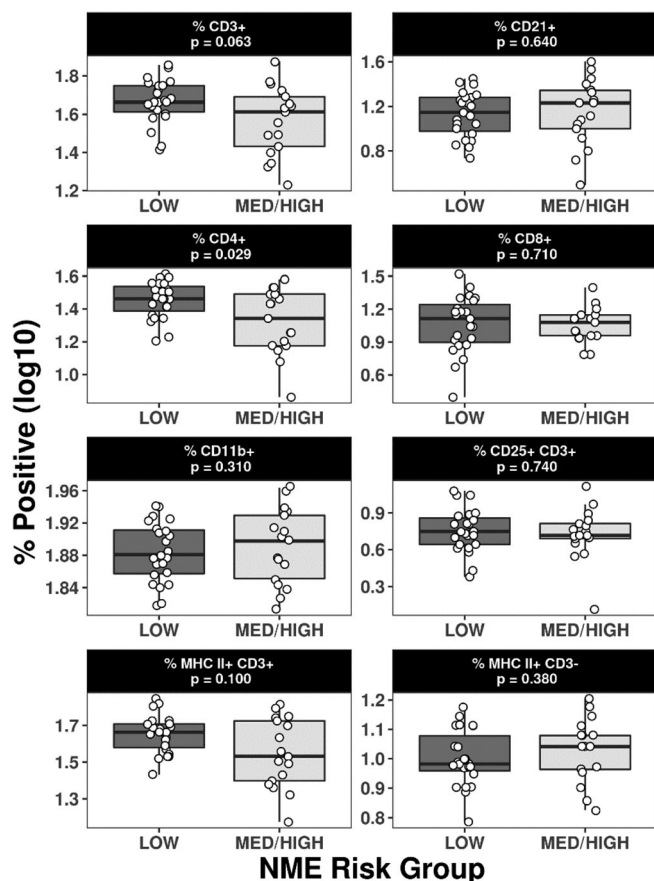 % CD3+
p = 0.063
% CD21+
p = 0.640
1.8
1.6
1.4
1.2
1.6
1.2
0.8
LOW
MED/HIGH
LOW
MED/HIGH
% CD4+
p = 0.029
% CD8+
p = 0.710
1.6
1.4
1.2
1.0
1.5
1.2
0.9
0.6
LOW
MED/HIGH
LOW
MED/HIGH
% CD11b+
p = 0.310
% CD25+ CD3+
p = 0.740
1.96
1.92
1.88
1.84
0.9
0.6
0.3
LOW
MED/HIGH
LOW
MED/HIGH
% MHC II+ CD3+
p = 0.100
% MHC II+ CD3-
p = 0.380
1.7
1.5
1.3
1.2
1.1
1.0
0.9
0.8
LOW
MED/HIGH
LOW
MED/HIGH
% Positive (log10)
NME Risk Group